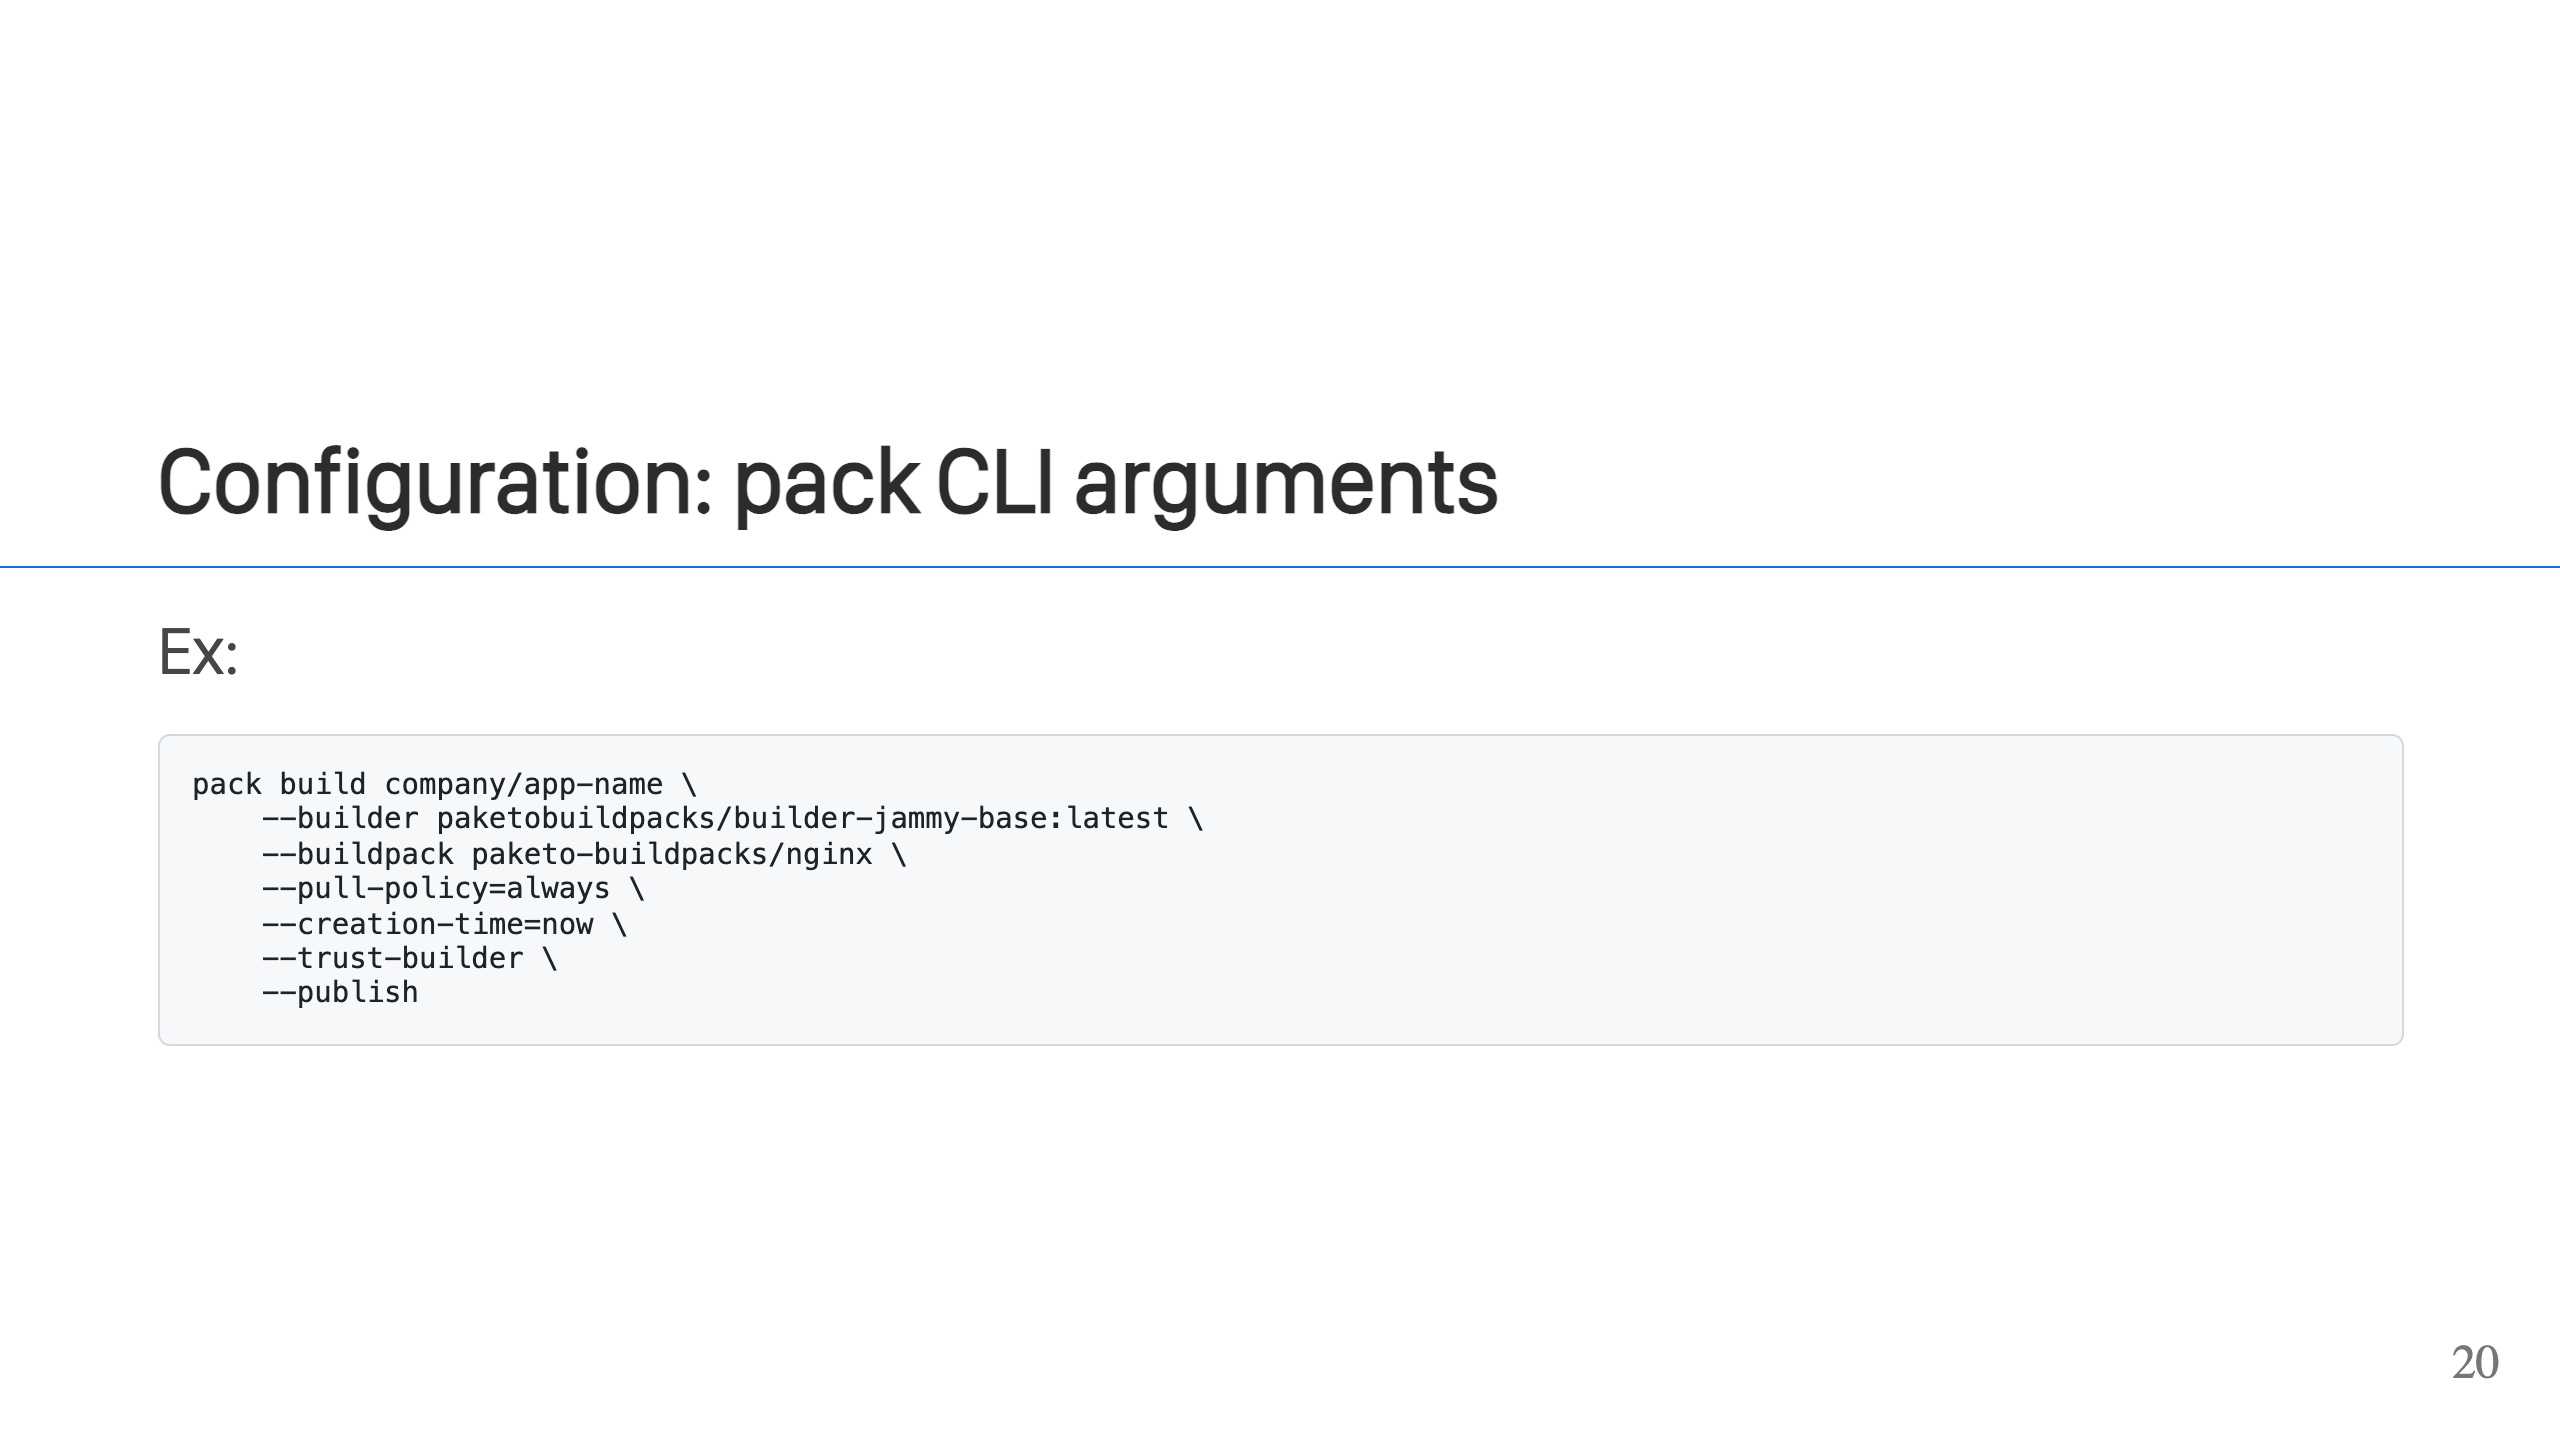 Configuration: pack CLI arguments
Ex:
pack build company/app-name \
    --builder paketobuildpacks/builder-jammy-base:latest \
    --buildpack paketo-buildpacks/nginx \
    --pull-policy=always \
    --creation-time=now \
    --trust-builder \
    --publish
20